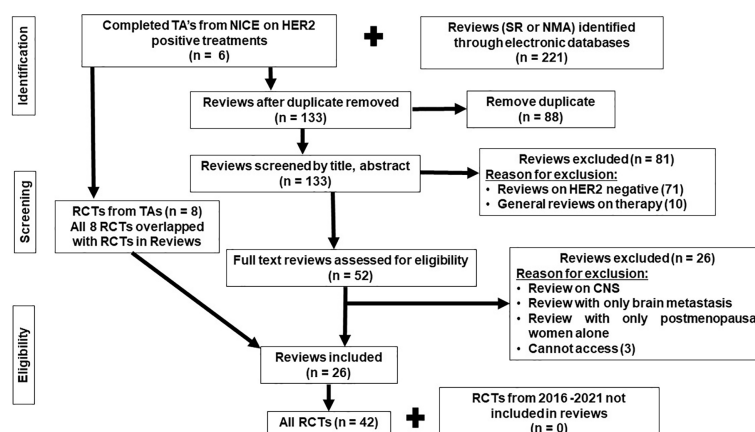 Identification
Completed TA's from NICE on HER2
positive treatments
(n = 6)
Reviews (SR or NMA) identified
through electronic databases
(n = 221)
Reviews after duplicate removed
(n = 133)
Remove duplicate
(n = 88)
Screening
Reviews screened by title, abstract
(n = 133)
Reviews excluded (n = 81)
Reason for exclusion:
• Reviews on HER2 negative (71)
• General reviews on therapy (10)
RCTs from TAs (n = 8)
All 8 RCTs overlapped
with RCTs in Reviews
Full text reviews assessed for eligibility
(n = 52)
Reviews excluded (n = 26)
Reason for exclusion:
• Review on CNS
• Review with only brain metastasis
• Review with only postmenopausa
women alone
• Cannot access (3)
Eligibility
Reviews included
(n = 26)
All RCTs (n = 42)
RCTs from 2016 -2021 not
included in reviews
(n = 0)